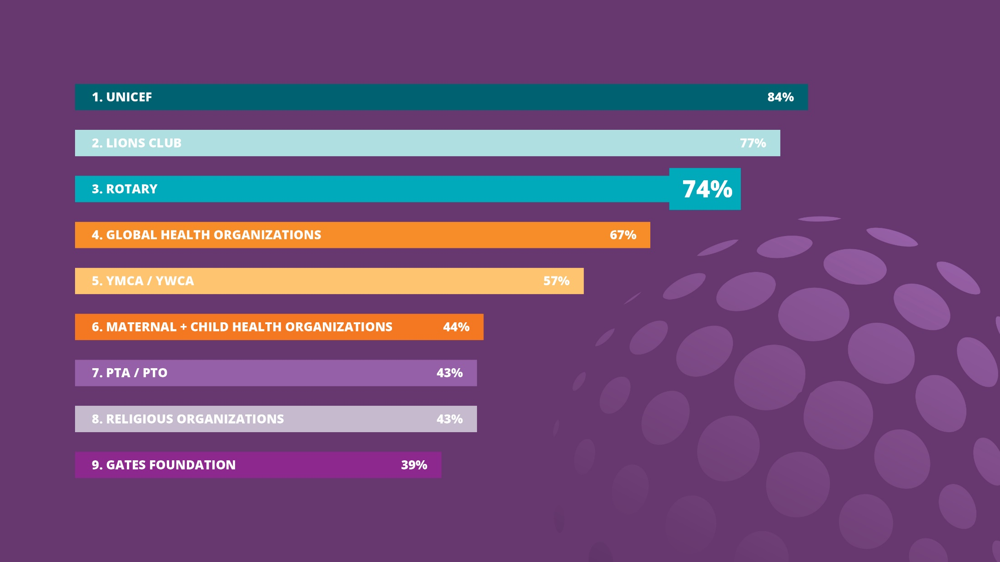 1. UNICEF 84%
2. LIONS CLUB 77%
3. ROTARY 74%
4. GLOBAL HEALTH ORGANIZATIONS 67%
5. YMCA / YWCA 57%
6. MATERNAL + CHILD HEALTH ORGANIZATIONS 44%
7. PTA / PTO 43%
8. RELIGIOUS ORGANIZATIONS 43%
9. GATES FOUNDATION 39%